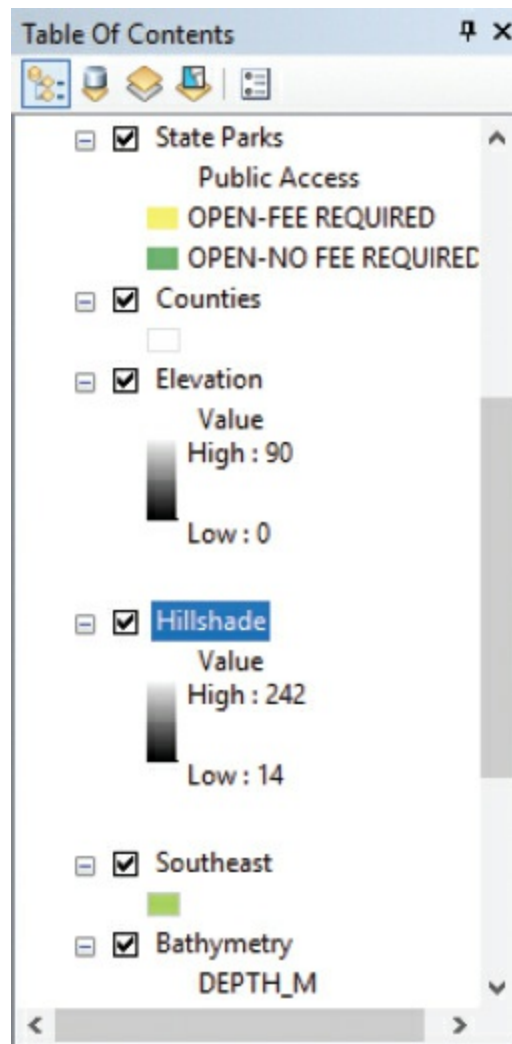 Table Of Contents
State Parks
Public Access
OPEN-FEE REQUIRED
OPEN-NO FEE REQUIRED
Counties
Elevation
Value
High : 90
Low : 0
Hillshade
Value
High : 242
Low : 14
Southeast
Bathymetry
DEPTH_M